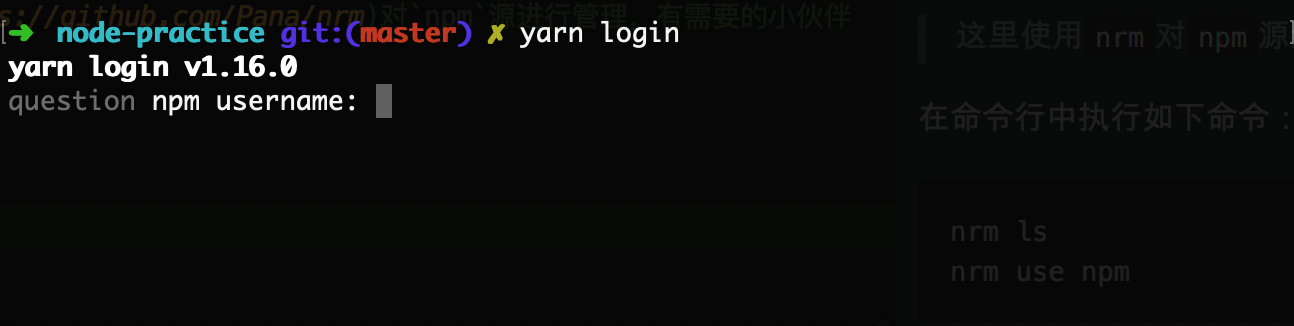 s://github.com/Pana/nrm)对`npm`源进行管理。有需要的小伙伴
➜ node-practice git:(master) ✗ yarn login
yarn login v1.16.0
question npm username:
这里使用 nrm 对 npm 源
在命令行中执行如下命令：
nrm ls
nrm use npm